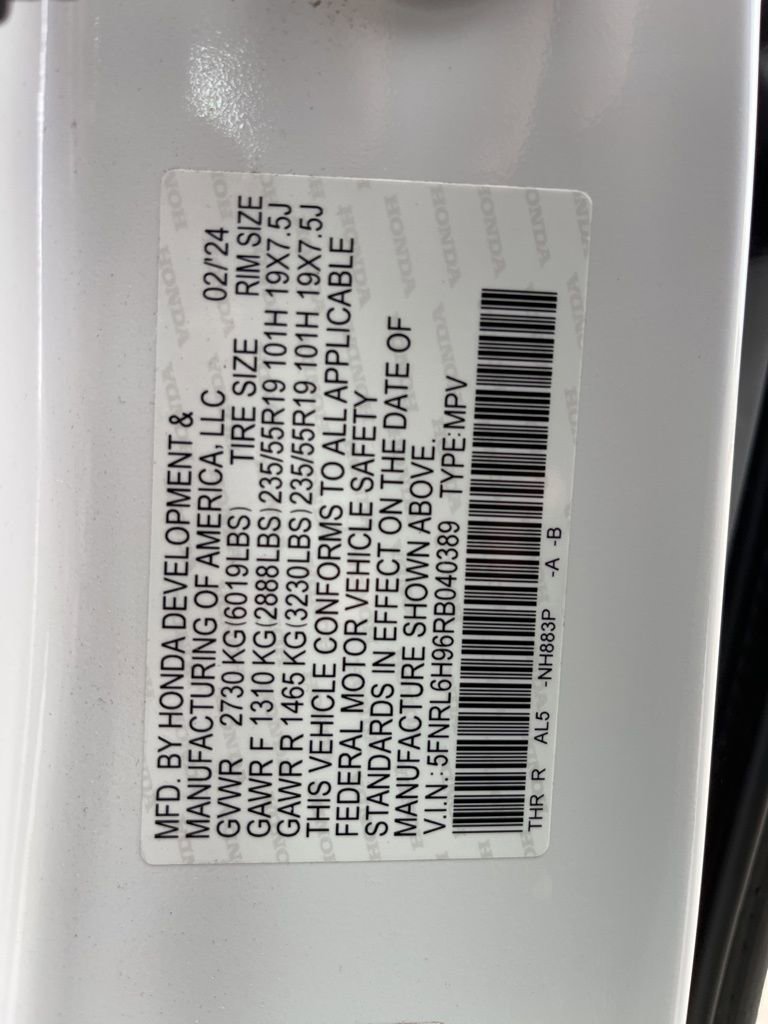 MFD. BY HONDA DEVELOPMENT &
MANUFACTURING OF AMERICA, LLC 02/'24
GVWR 2730 KG(6019LBS) TIRE SIZE RIM SIZE
GAWR F 1310 KG(2888LBS)235/55R19 101H 19X7.5J
GAWR R 1465 KG(3230LBS)235/55R19 101H 19X7.5J
THIS VEHICLE CONFORMS TO ALL APPLICABLE
FEDERAL MOTOR VEHICLE SAFETY
STANDARDS IN EFFECT ON THE DATE OF
MANUFACTURE SHOWN ABOVE.
V.I.N.:5FNRL6H96RB040389 TYPE:MPV
THR R AL5 -NH883P -A -B